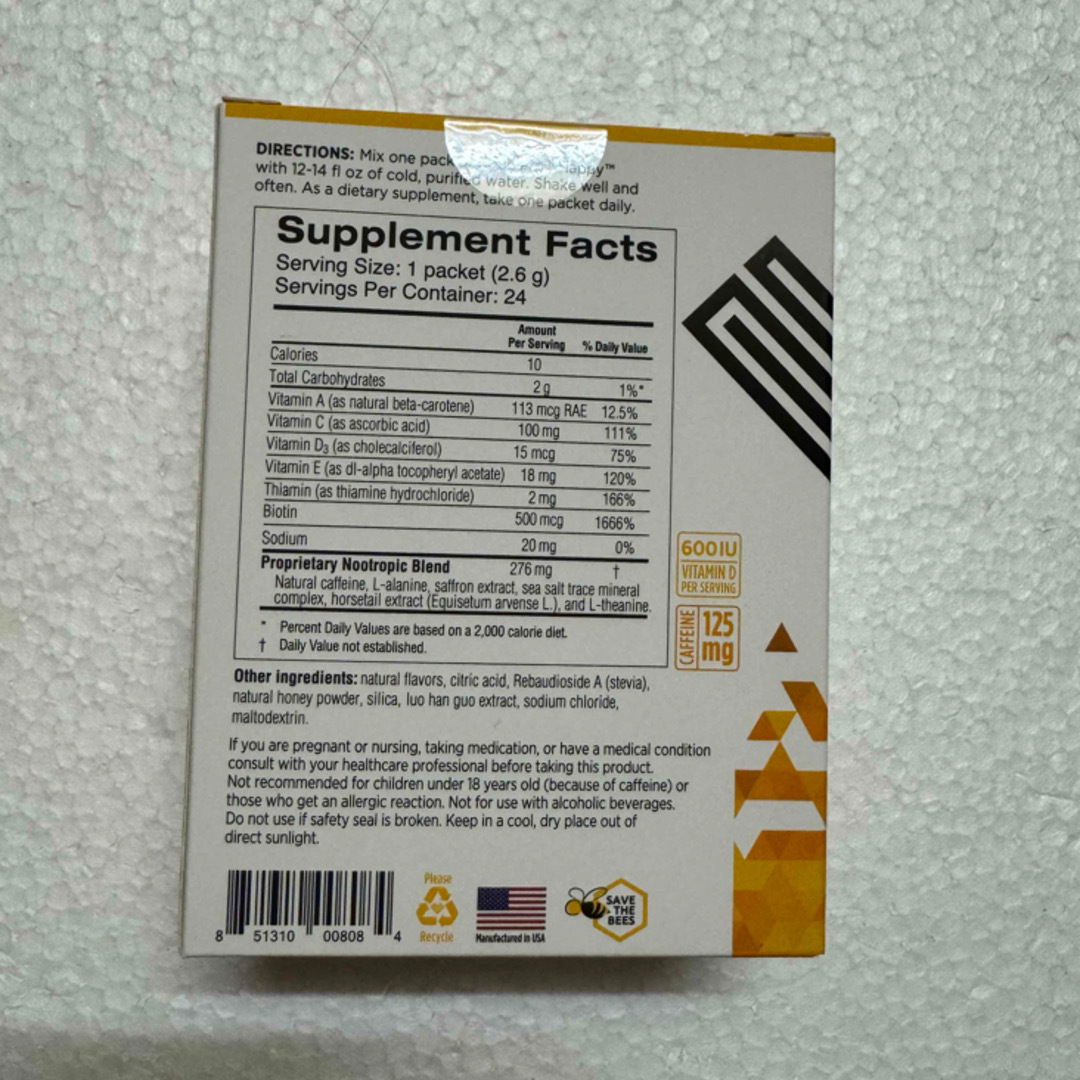 DIRECTIONS: Mix one pack
with 12-14 fl oz of cold, purified water. Shake well and
often. As a dietary supplement, take one packet daily.
Supplement Facts
Serving Size: 1 packet (2.6 g)
Servings Per Container: 24
Amount
Per Serving % Daily Value
Calories 10
Total Carbohydrates 2 g 1%*
Vitamin A (as natural beta-carotene) 113 mcg RAE 12.5%
Vitamin C (as ascorbic acid) 100 mg 111%
Vitamin D3 (as cholecalciferol) 15 mcg 75%
Vitamin E (as dl-alpha tocopheryl acetate) 18 mg 120%
Thiamin (as thiamine hydrochloride) 2 mg 166%
Biotin 500 mcg 1666%
Sodium 20 mg 0%
Proprietary Nootropic Blend 276 mg †
Natural caffeine, L-alanine, saffron extract, sea salt trace mineral
complex, horsetail extract (Equisetum arvense L.), and L-theanine.
* Percent Daily Values are based on a 2,000 calorie diet.
† Daily Value not established.
600 IU
VITAMIN D
PER SERVING
CAFFEINE
125
mg
Other ingredients: natural flavors, citric acid, Rebaudioside A (stevia),
natural honey powder, silica, luo han guo extract, sodium chloride,
maltodextrin.
If you are pregnant or nursing, taking medication, or have a medical condition
consult with your healthcare professional before taking this product.
Not recommended for children under 18 years old (because of caffeine) or
those who get an allergic reaction. Not for use with alcoholic beverages.
Do not use if safety seal is broken. Keep in a cool, dry place out of
direct sunlight.
8 51310 00808 4
Please
Recycle
Manufactured in USA
SAVE
THE
BEES